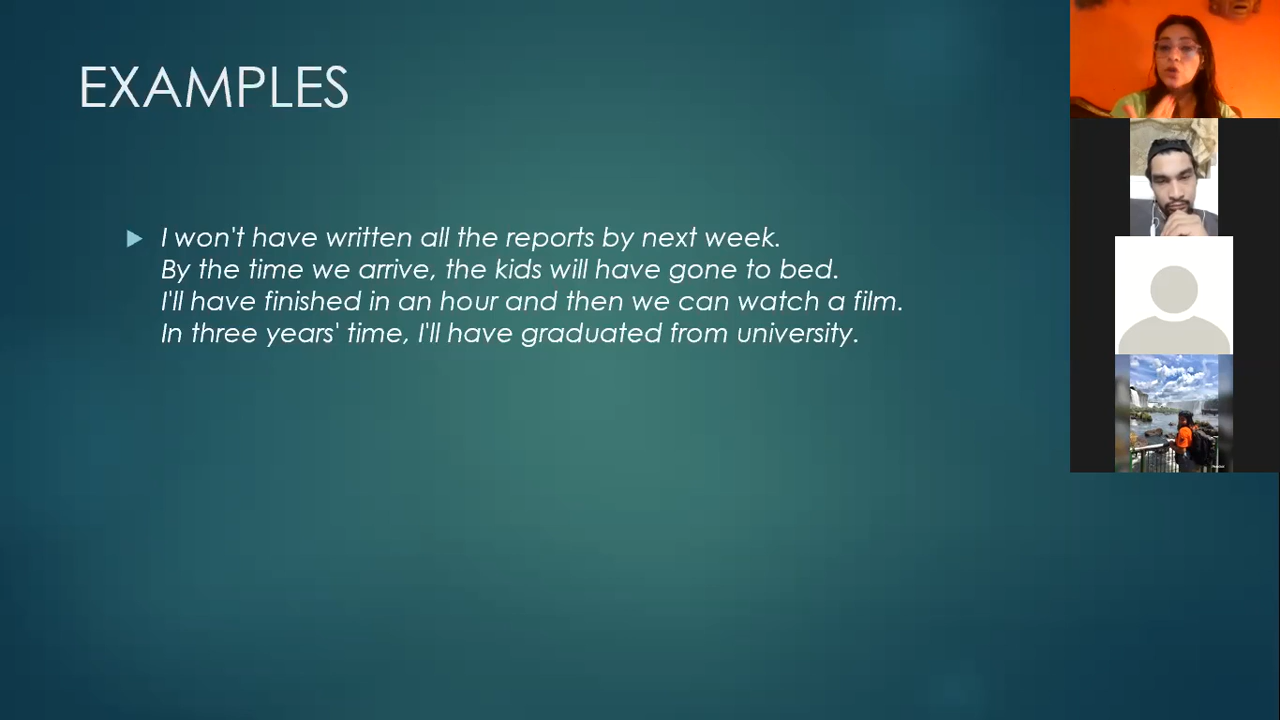 EXAMPLES
I won't have written all the reports by next week.
By the time we arrive, the kids will have gone to bed.
I'll have finished in an hour and then we can watch a film.
In three years' time, I'll have graduated from university.